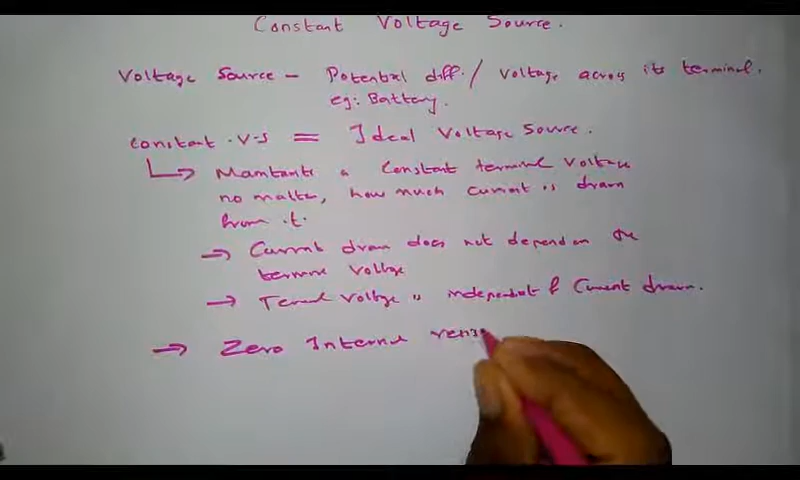 Constant Voltage Source.
Voltage Source - Potential diff. / Voltage across its terminal.
eg: Battery.
Constant .V.S = Ideal Voltage Source.
↳ Maintants a Constant terminal Voltage
no matter, how much current is drawn
from it.
→ Current drawn does not depend on the
terminal voltage
→ Terminal voltage is independent of Current drawn.
→ Zero Internal resis